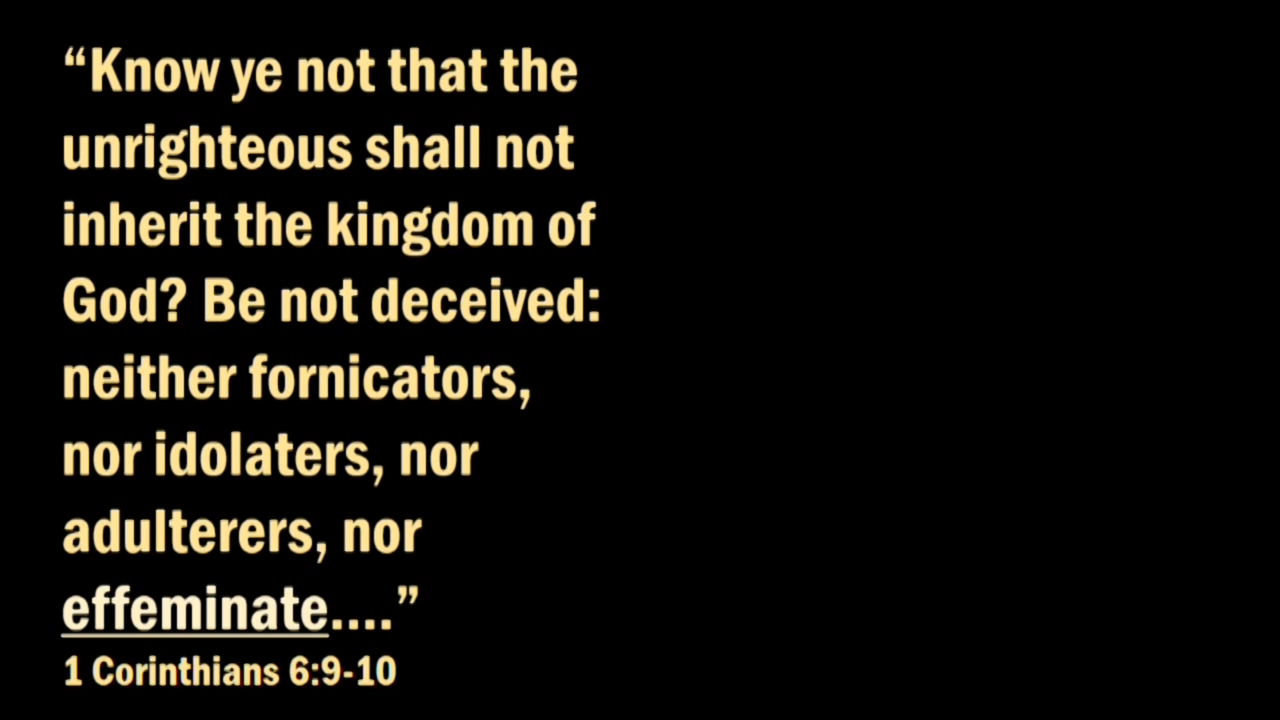 “Know ye not that the
unrighteous shall not
inherit the kingdom of
God? Be not deceived:
neither fornicators,
nor idolaters, nor
adulterers, nor
effeminate....”
1 Corinthians 6:9-10